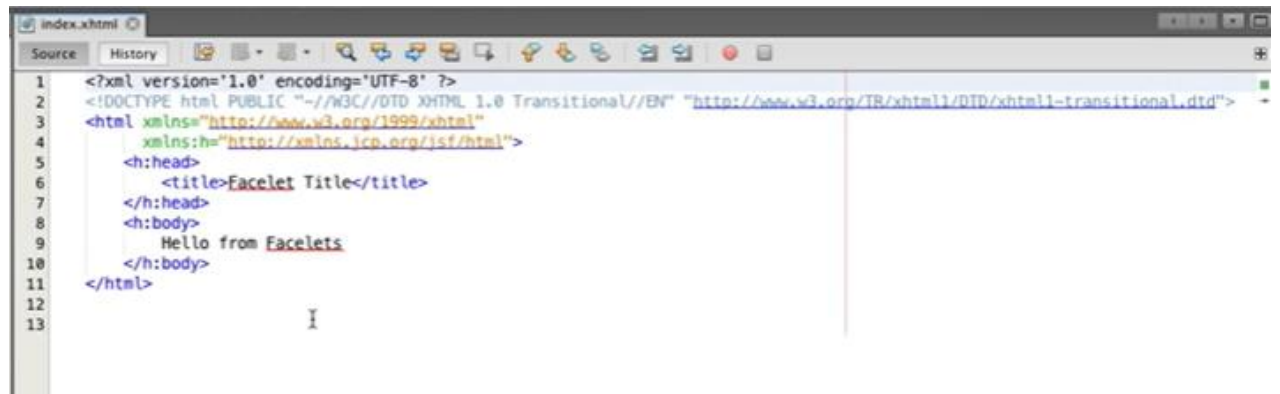 index.xhtml
Source History
1 <?xml version='1.0' encoding='UTF-8' ?>
2 <!DOCTYPE html PUBLIC "-//W3C//DTD XHTML 1.0 Transitional//EN" "http://www.w3.org/TR/xhtml1/DTD/xhtml1-transitional.dtd">
3 <html xmlns="http://www.w3.org/1999/xhtml"
4 xmlns:h="http://xmlns.jcp.org/jsf/html">
5 <h:head>
6 <title>Facelet Title</title>
7 </h:head>
8 <h:body>
9 Hello from Facelets
10 </h:body>
11 </html>
12
13